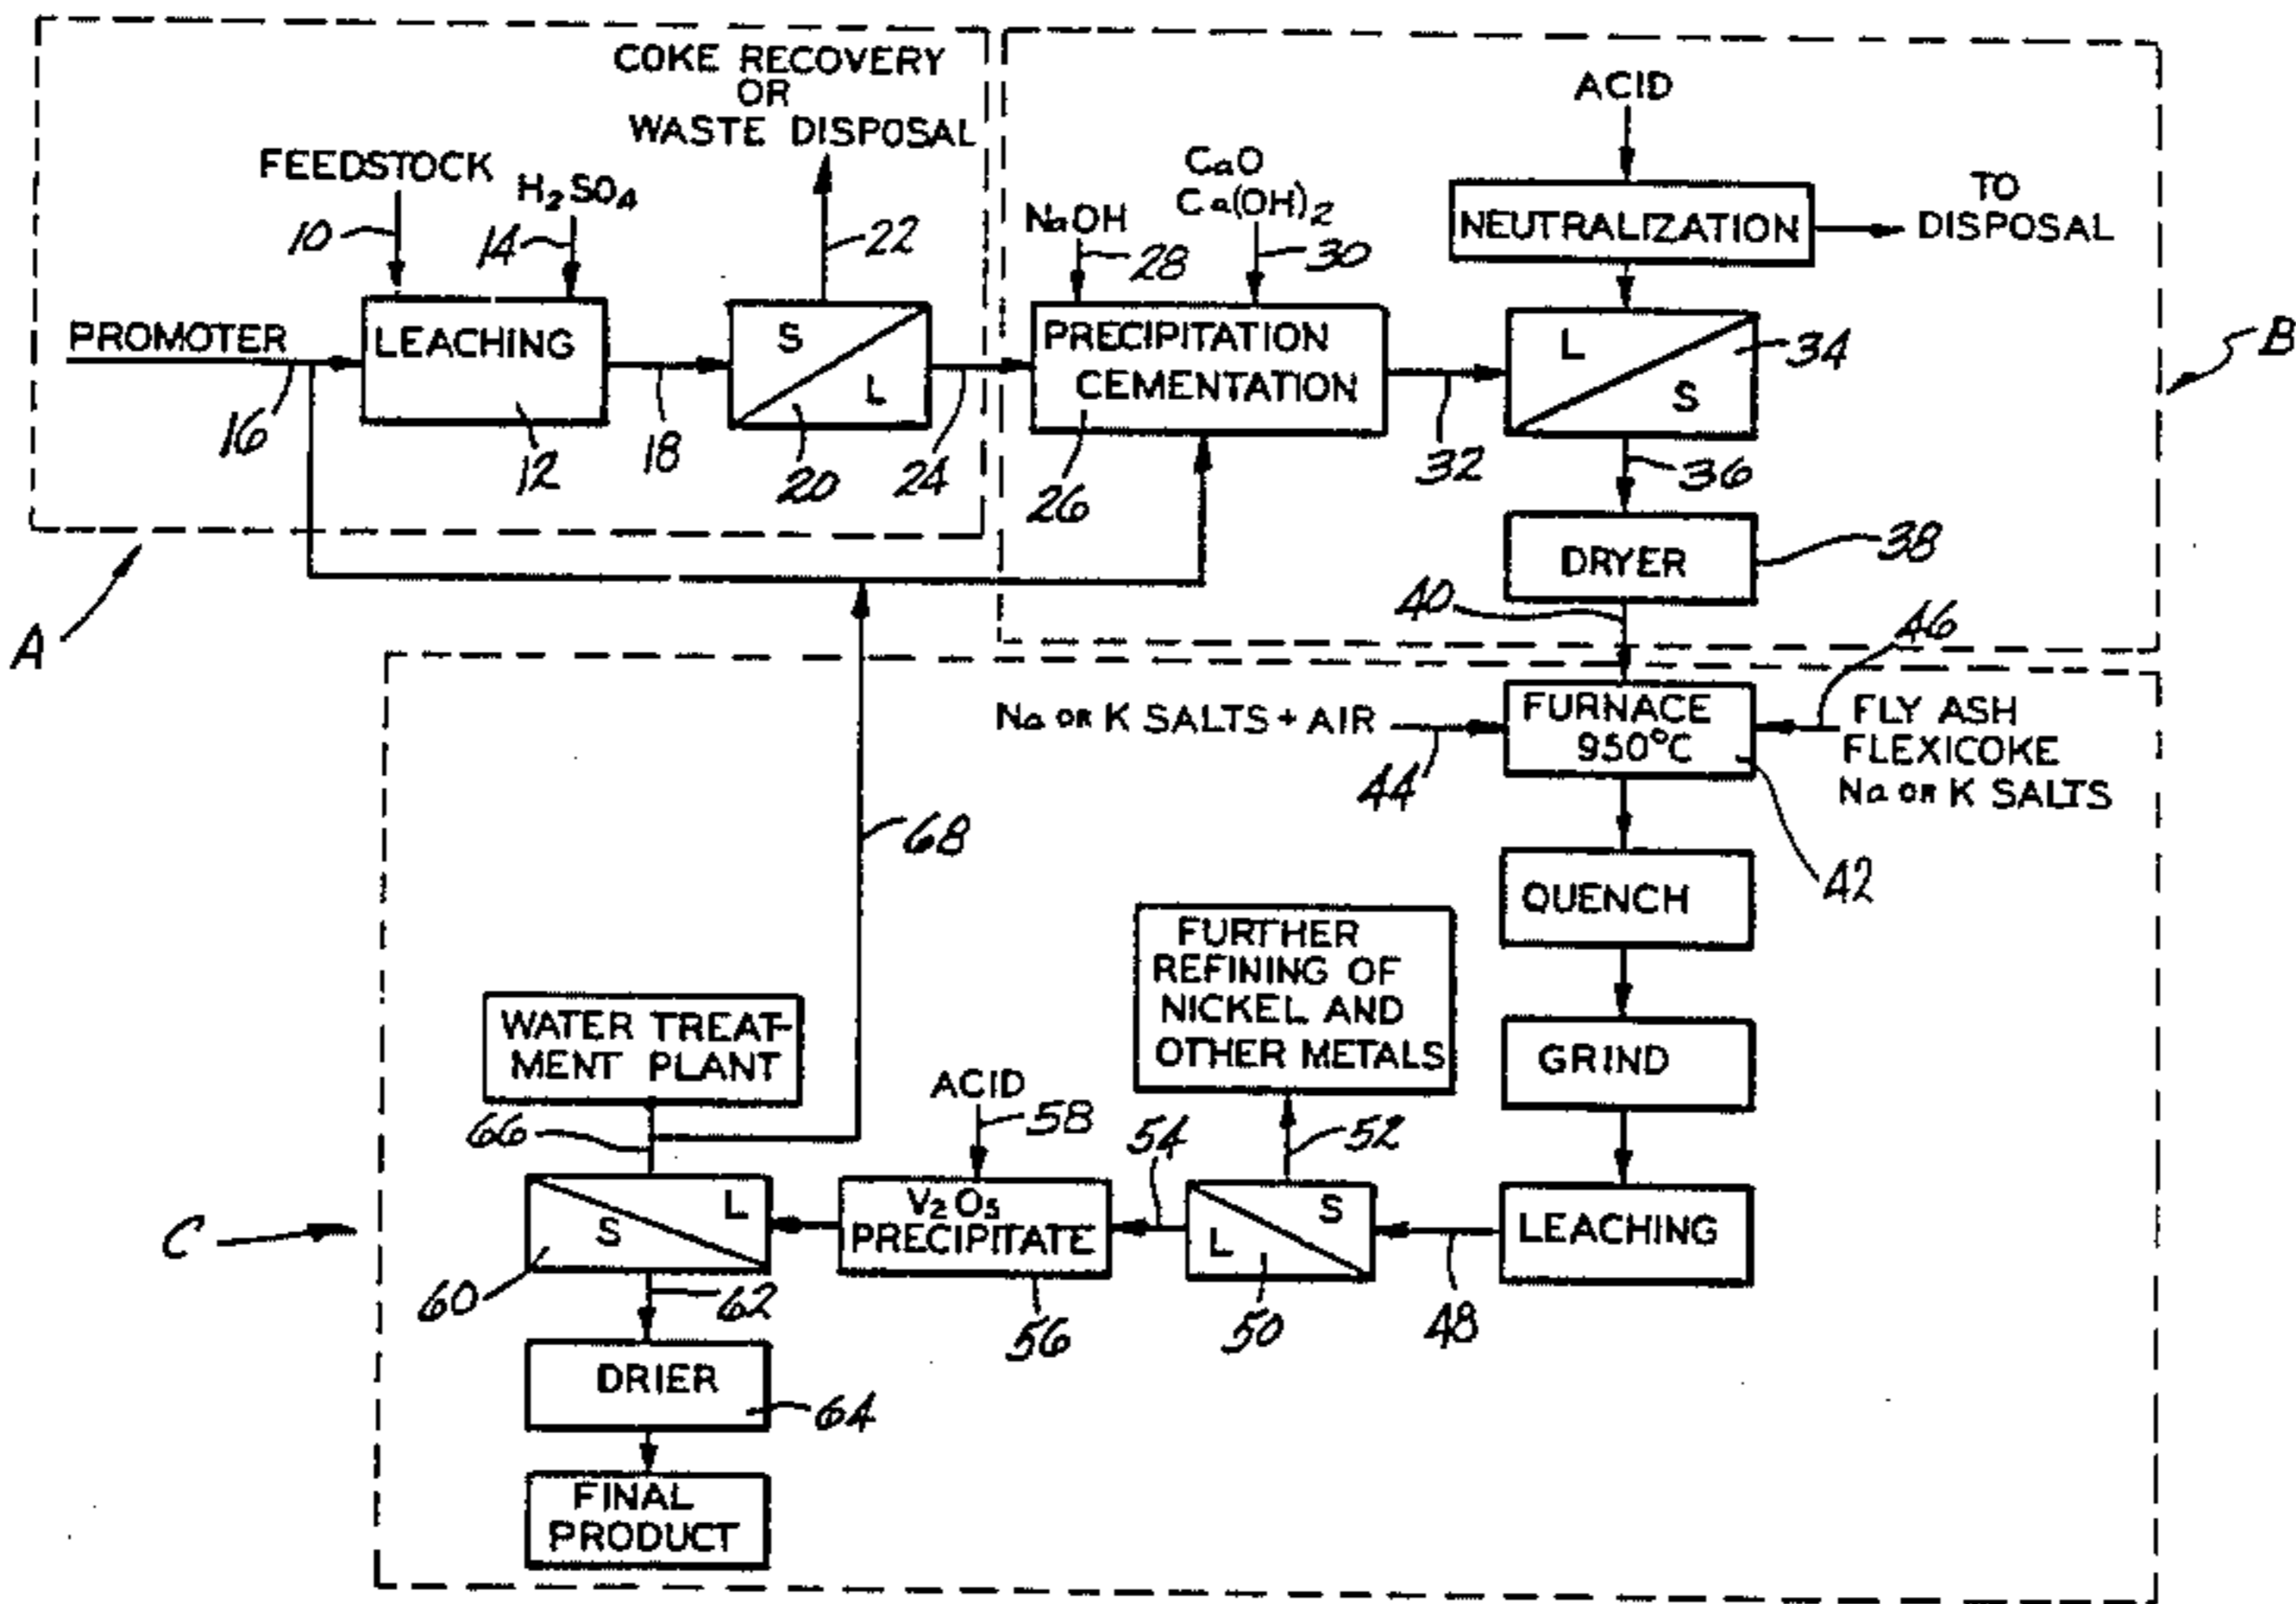 COKE RECOVERY
OR
WASTE DISPOSAL
FEEDSTOCK
H₂SO₄
10
14
22
PROMOTER
LEACHING
S
L
16
12
18
20
24
A
CaO
Ca(OH)₂
NaOH
28
30
PRECIPITATION
CEMENTATION
26
32
ACID
NEUTRALIZATION
TO
DISPOSAL
L
S
34
B
36
DRYER
38
40
46
Na OR K SALTS + AIR
44
FURNACE
950°C
FLY ASH
FLEXICOKE
Na OR K SALTS
42
QUENCH
GRIND
LEACHING
48
FURTHER
REFINING OF
NICKEL AND
OTHER METALS
52
S
L
50
54
ACID
58
V₂O₅
PRECIPITATE
56
68
WATER TREAT-
MENT PLANT
66
L
S
60
62
C
DRIER
64
FINAL
PRODUCT